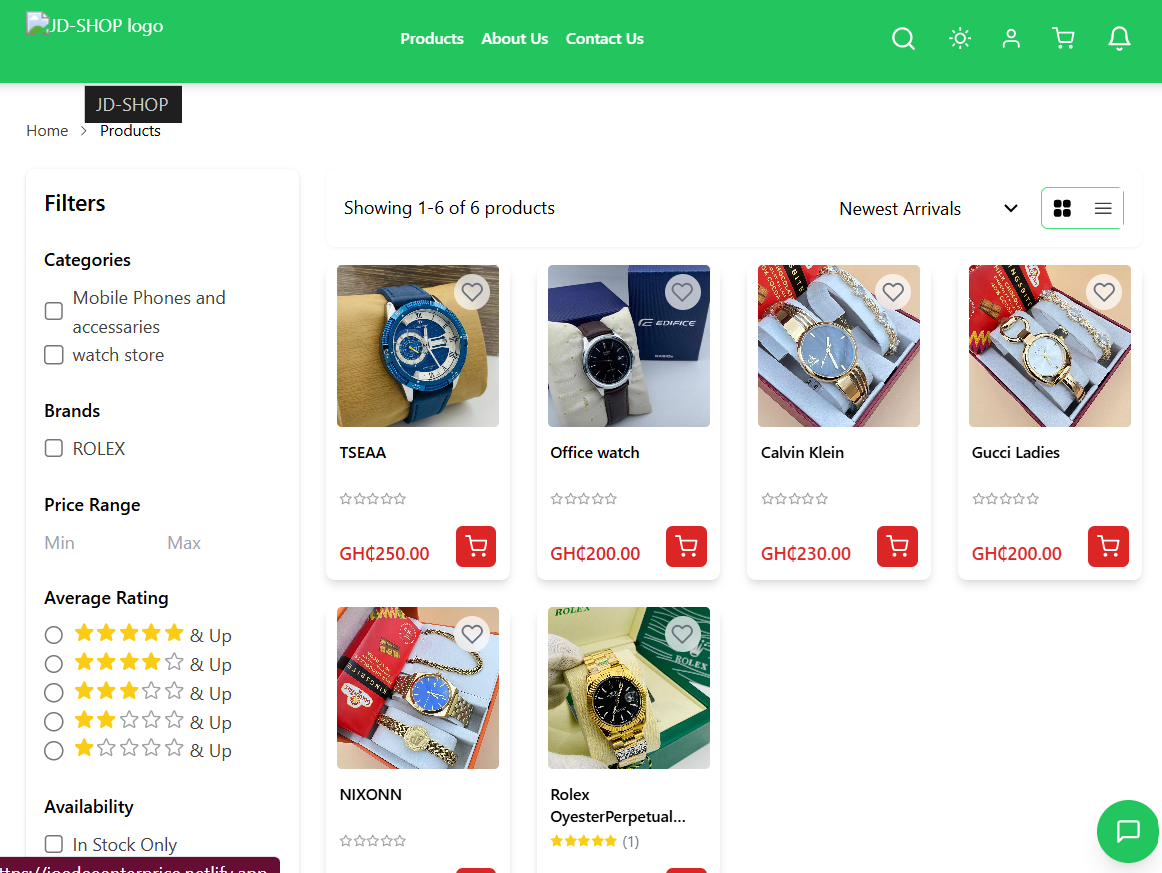 JD-SHOP logo
Products About Us Contact Us
JD-SHOP
Home Products
Filters
Categories
Mobile Phones and
accessaries
watch store
Brands
ROLEX
Price Range
Min Max
Average Rating
& Up
& Up
& Up
& Up
& Up
Availability
In Stock Only
Showing 1-6 of 6 products
Newest Arrivals
EDIFICE
TSEAA
GH₵250.00
Office watch
GH₵200.00
Calvin Klein
GH₵230.00
Gucci Ladies
GH₵200.00
NIXONN
ROLEX
ROLEX
Rolex
OyesterPerpetual...
(1)